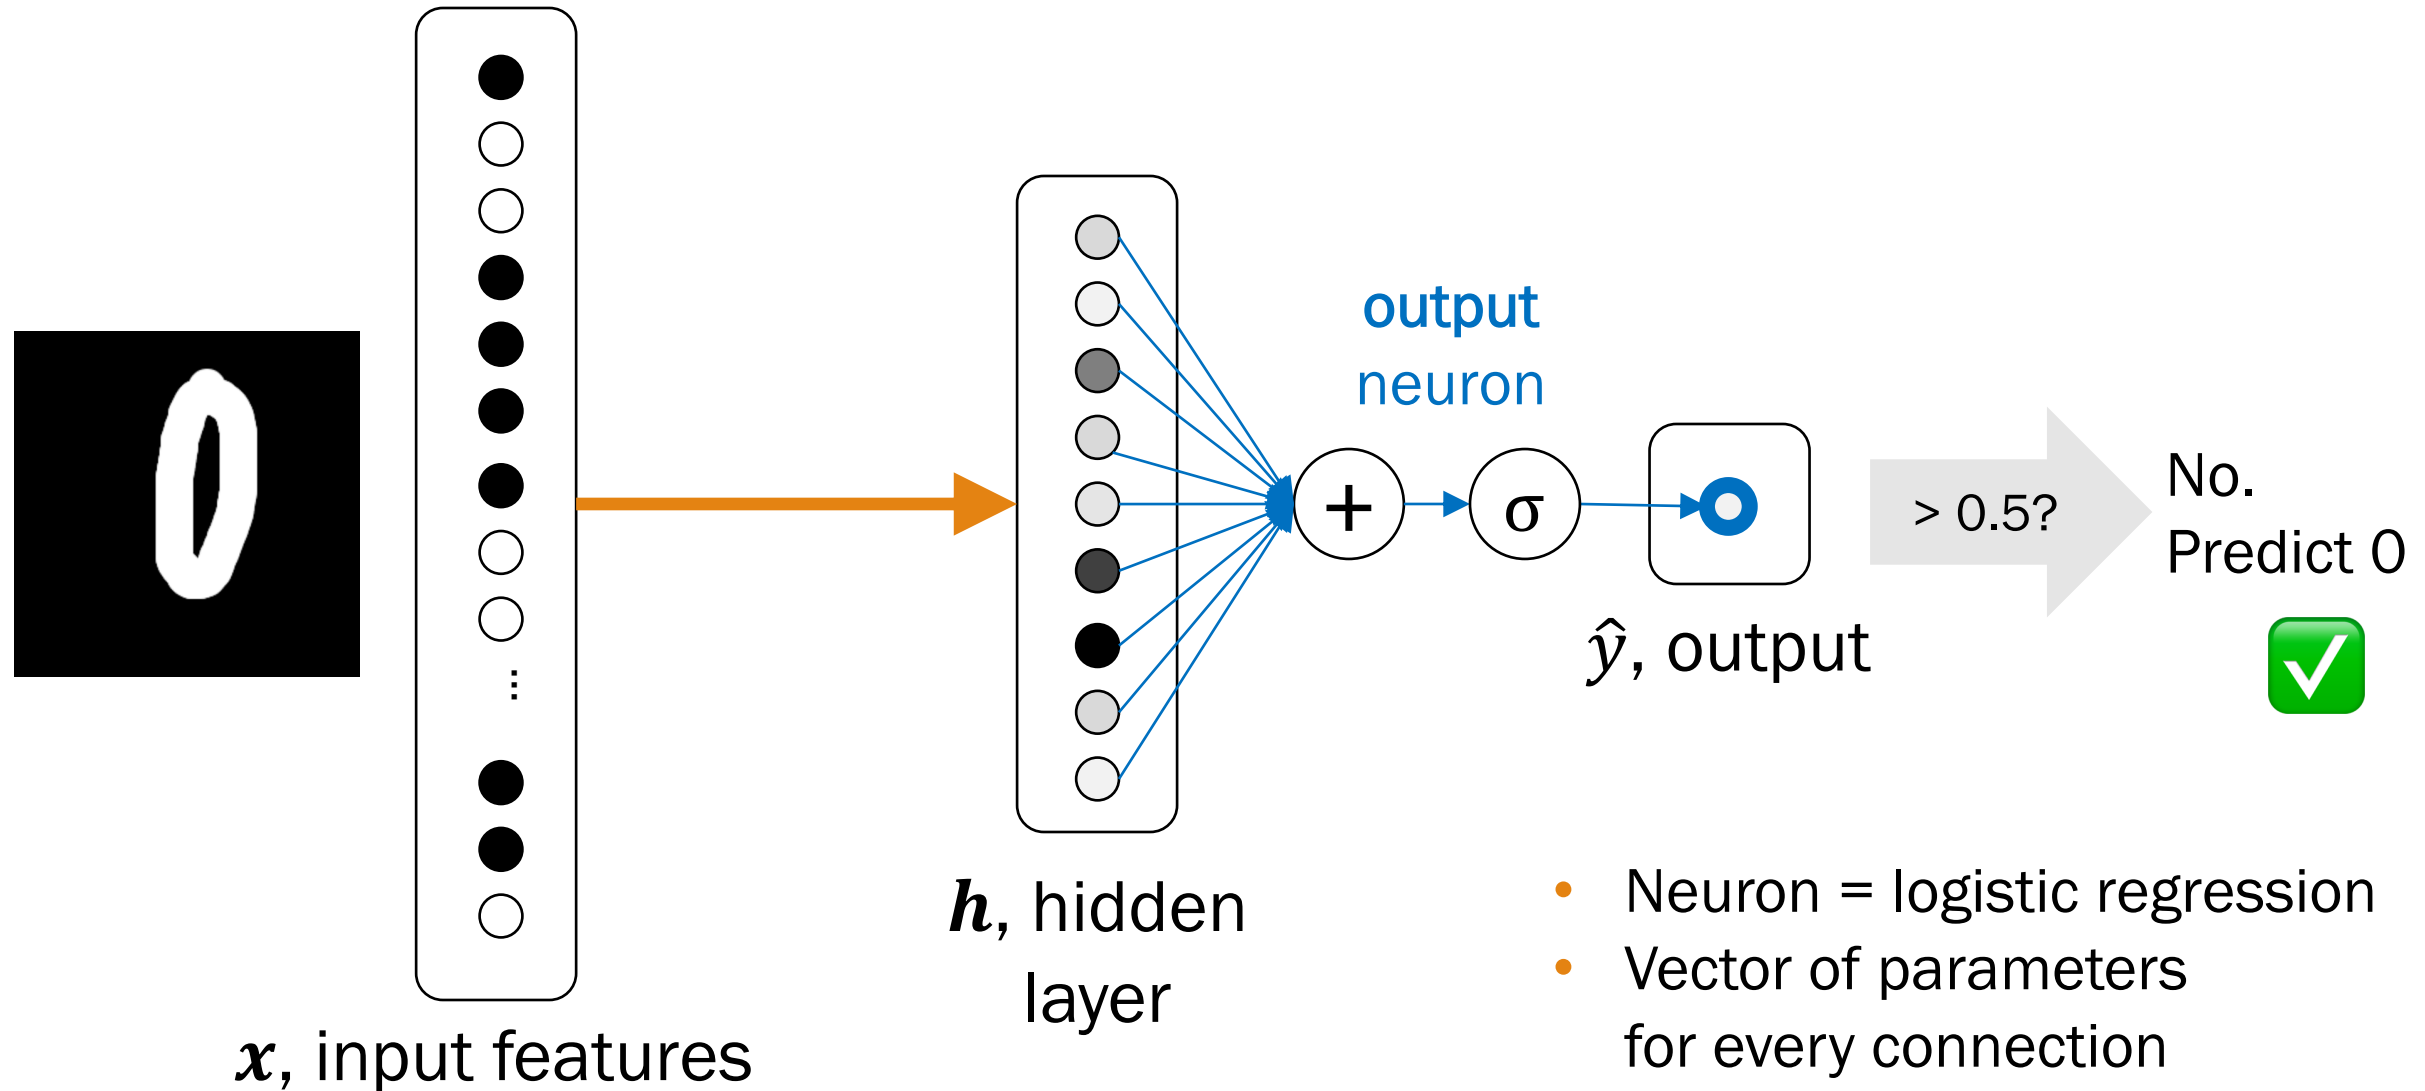 𝒙, input features
⋮
𝒉, hidden
layer
output
neuron
+
σ
ŷ, output
> 0.5?
No.
Predict 0
• Neuron = logistic regression
• Vector of parameters
for every connection